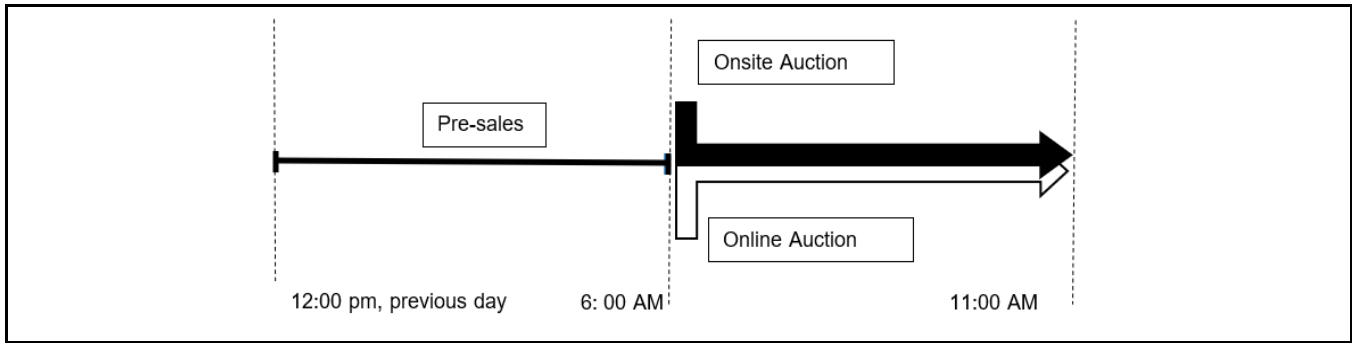 Onsite Auction
Pre-sales
Online Auction
12:00 pm, previous day
6: 00 AM
11:00 AM